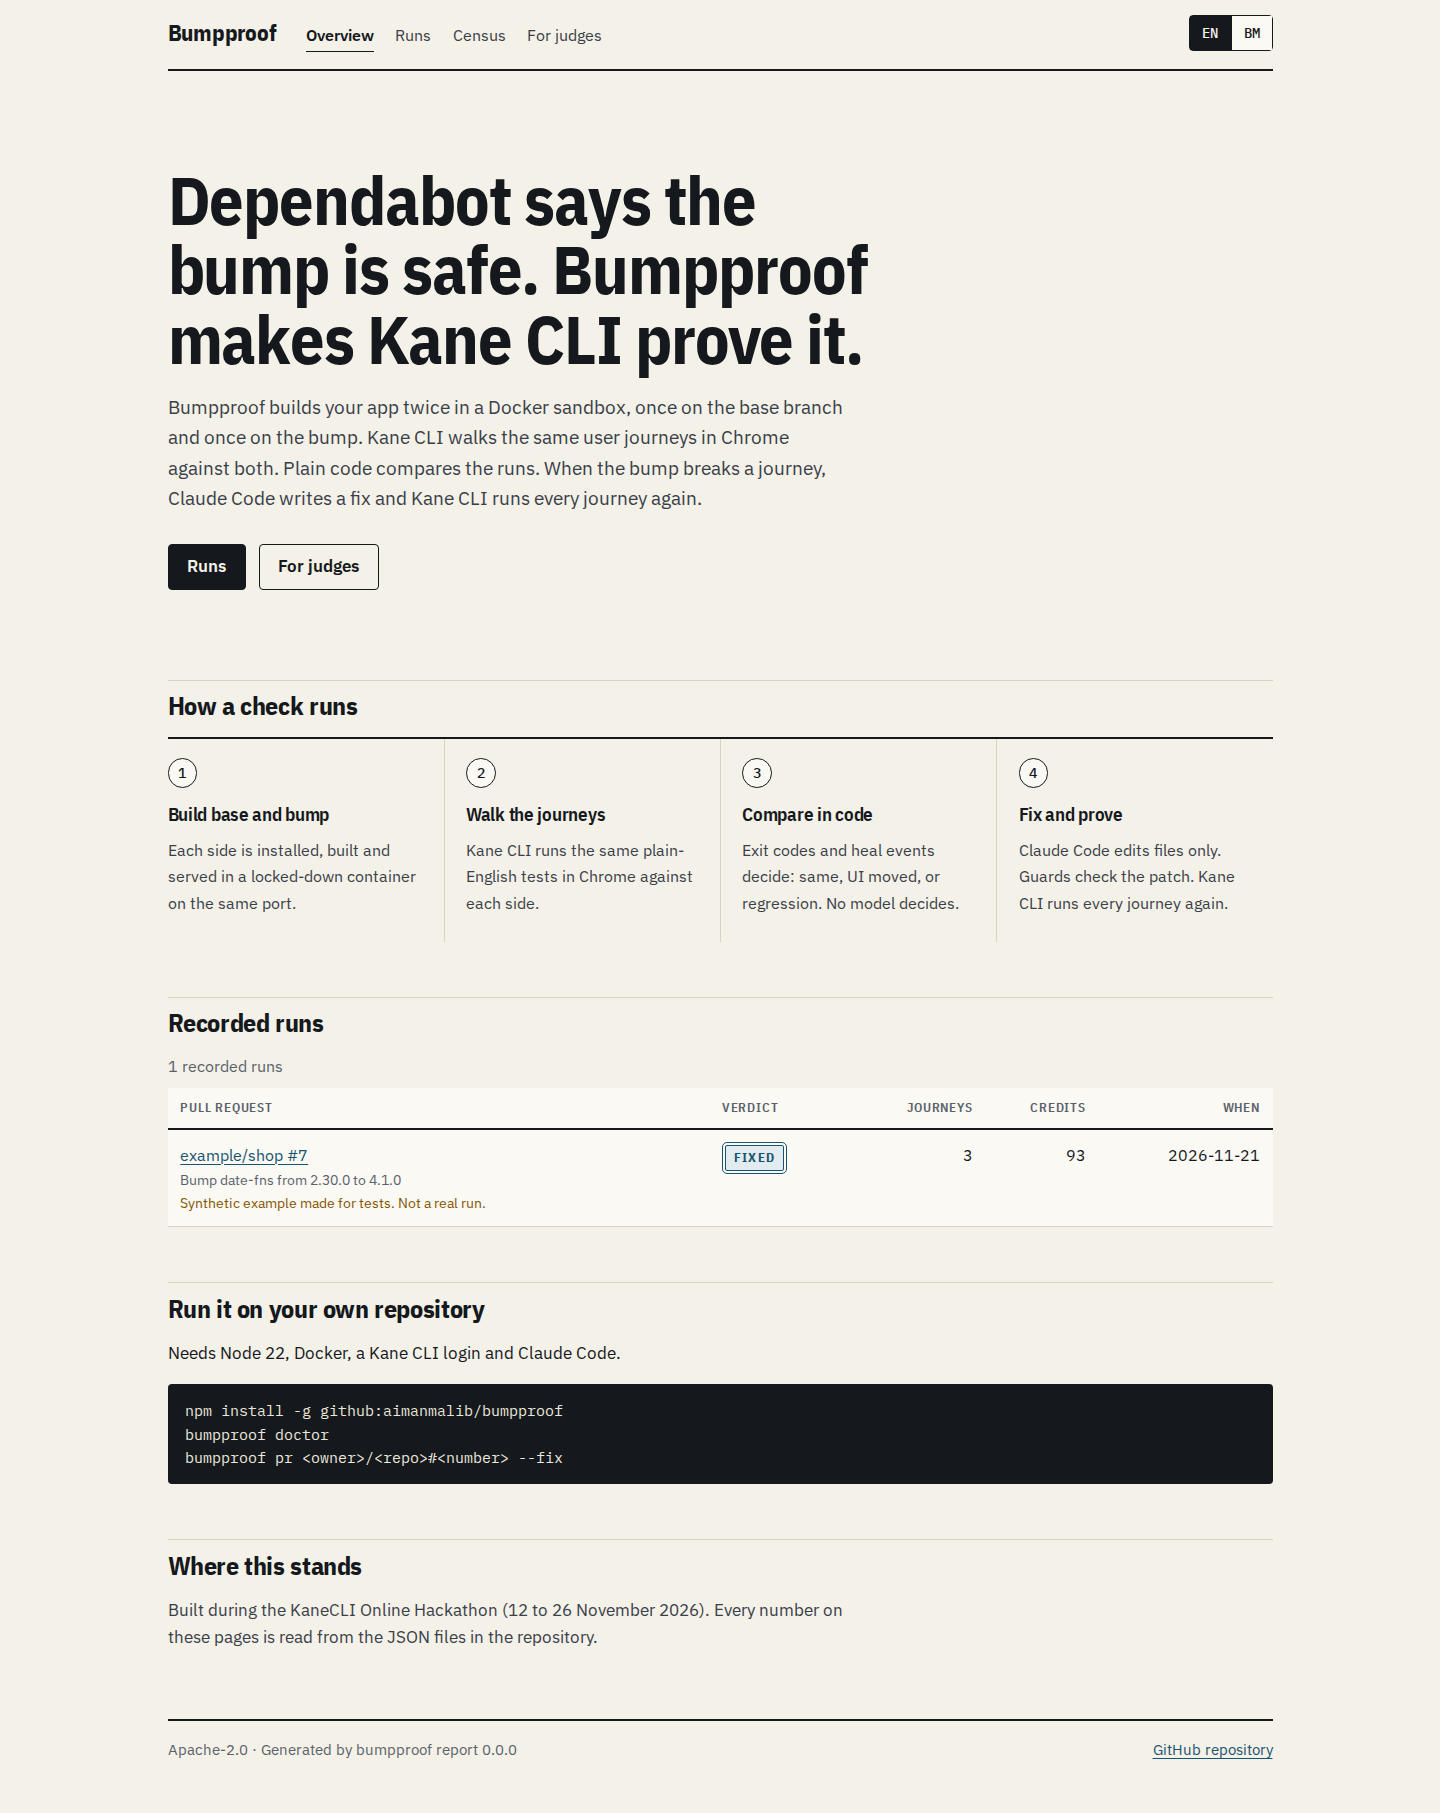 Bumpproof
Overview
Runs
Census
For judges
EN
BM
Dependabot says the
bump is safe. Bumpproof
makes Kane CLI prove it.
Bumpproof builds your app twice in a Docker sandbox, once on the base branch
and once on the bump. Kane CLI walks the same user journeys in Chrome
against both. Plain code compares the runs. When the bump breaks a journey,
Claude Code writes a fix and Kane CLI runs every journey again.
Runs
For judges
How a check runs
1
Build base and bump
Each side is installed, built and
served in a locked-down container
on the same port.
2
Walk the journeys
Kane CLI runs the same plain-
English tests in Chrome against
each side.
3
Compare in code
Exit codes and heal events
decide: same, UI moved, or
regression. No model decides.
4
Fix and prove
Claude Code edits files only.
Guards check the patch. Kane
CLI runs every journey again.
Recorded runs
1 recorded runs
PULL REQUEST
VERDICT
JOURNEYS
CREDITS
WHEN
example/shop #7
FIXED
3
93
2026-11-21
Bump date-fns from 2.30.0 to 4.1.0
Synthetic example made for tests. Not a real run.
Run it on your own repository
Needs Node 22, Docker, a Kane CLI login and Claude Code.
npm install -g github:aimanmalib/bumpproof
bumpproof doctor
bumpproof pr <owner>/<repo>#<number> --fix
Where this stands
Built during the KaneCLI Online Hackathon (12 to 26 November 2026). Every number on
these pages is read from the JSON files in the repository.
Apache-2.0 · Generated by bumpproof report 0.0.0
GitHub repository